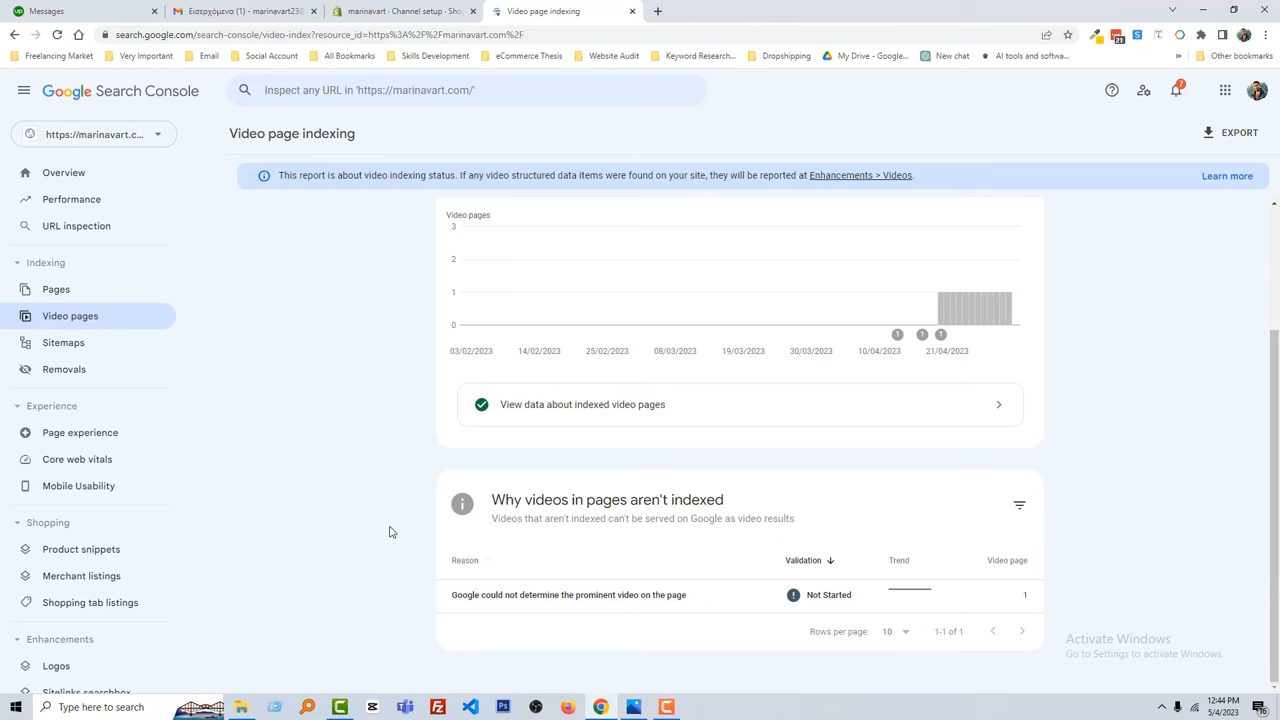 Messages
Εισερχόμενα (1) - marinavart23@
marinavart - Channel setup · Shop
Video page indexing
search.google.com/search-console/video-index?resource_id=https%3A%2F%2Fmarinavart.com%2F
21
Freelancing Market
Very Important
Email
Social Account
All Bookmarks
Skills Development
eCommerce Thesis
Website Audit
Keyword Research...
Dropshipping
My Drive - Google...
New chat
AI tools and softwa...
»
Other bookmarks
Google Search Console
Inspect any URL in 'https://marinavart.com/'
7
https://marinavart.c...
Video page indexing
EXPORT
This report is about video indexing status. If any video structured data items were found on your site, they will be reported at Enhancements > Videos.
Learn more
Overview
Performance
URL inspection
Indexing
Pages
Video pages
Sitemaps
Removals
Experience
Page experience
Core web vitals
Mobile Usability
Shopping
Product snippets
Merchant listings
Shopping tab listings
Enhancements
Logos
Sitelinks searchbox
Video pages
3
2
1
0
1 1 1
03/02/2023 14/02/2023 25/02/2023 08/03/2023 19/03/2023 30/03/2023 10/04/2023 21/04/2023
View data about indexed video pages
Why videos in pages aren't indexed
Videos that aren't indexed can't be served on Google as video results
Reason Validation Trend Video page
Google could not determine the prominent video on the page Not Started 1
Rows per page: 10 1-1 of 1
Activate Windows
Go to Settings to activate Windows.
Type here to search
12:44 PM
5/4/2023
16